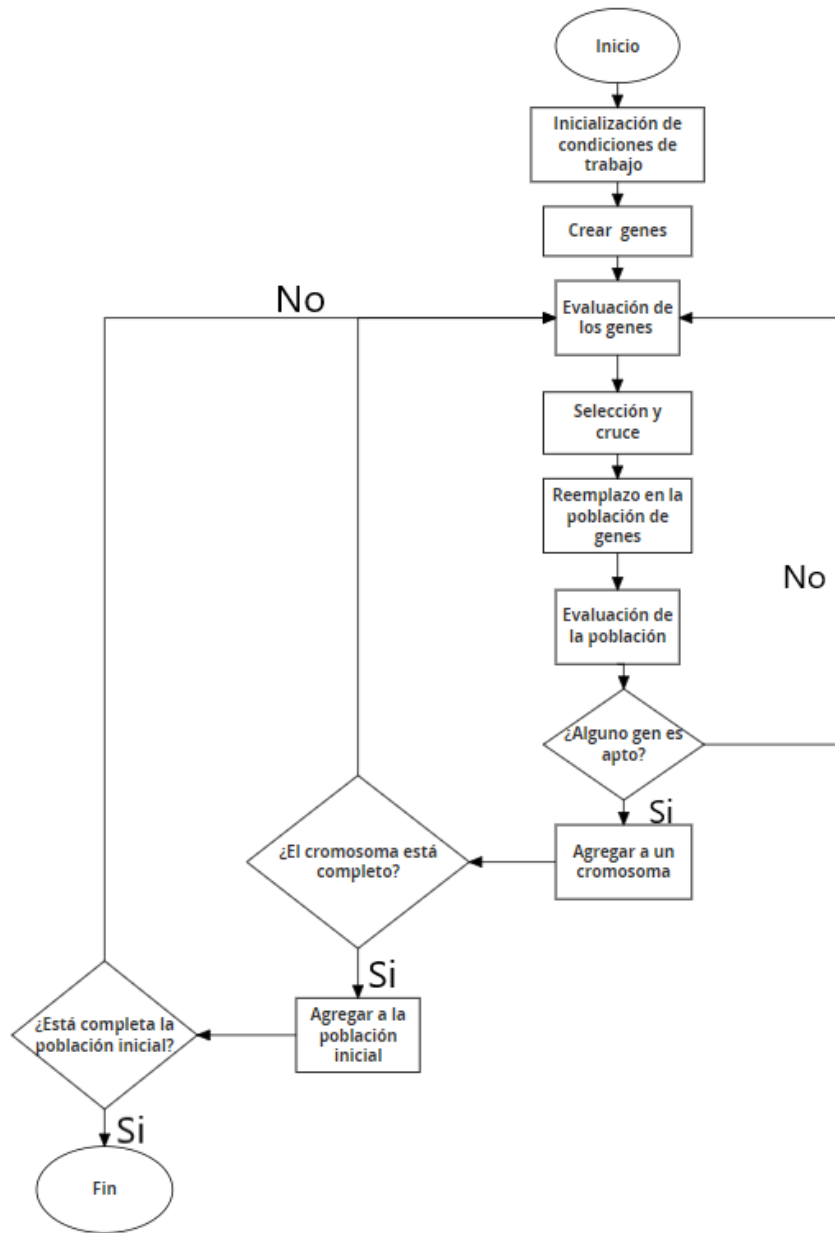 Inicio
Inicialización de
condiciones de
trabajo
Crear genes
No
Evaluación de
los genes
Selección y
cruce
Reemplazo en la
población de
genes
No
Evaluación de
la población
¿Alguno gen es
apto?
Si
¿El cromosoma está
completo?
Agregar a un
cromosoma
Si
¿Está completa la
población inicial?
Agregar a la
población
inicial
Si
Fin